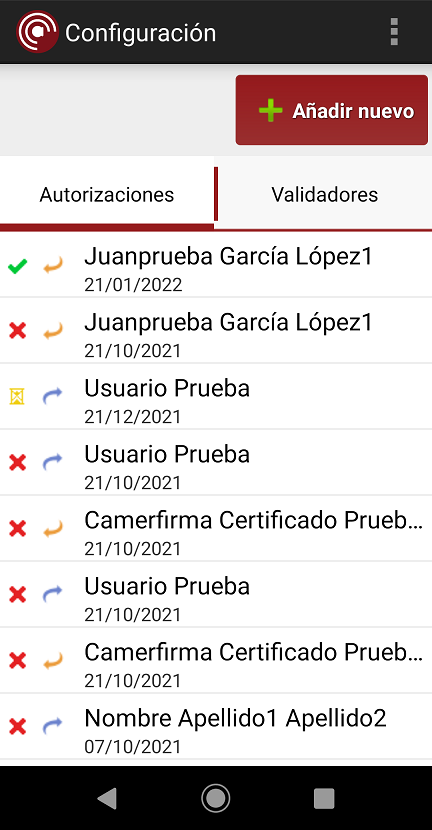 Configuración
Añadir nuevo
Autorizaciones
Validadores
Juanprueba García López1
21/01/2022
Juanprueba García López1
21/10/2021
Usuario Prueba
21/12/2021
Usuario Prueba
21/10/2021
Camerfirma Certificado Prueb...
21/10/2021
Usuario Prueba
21/10/2021
Camerfirma Certificado Prueb...
21/10/2021
Nombre Apellido1 Apellido2
07/10/2021